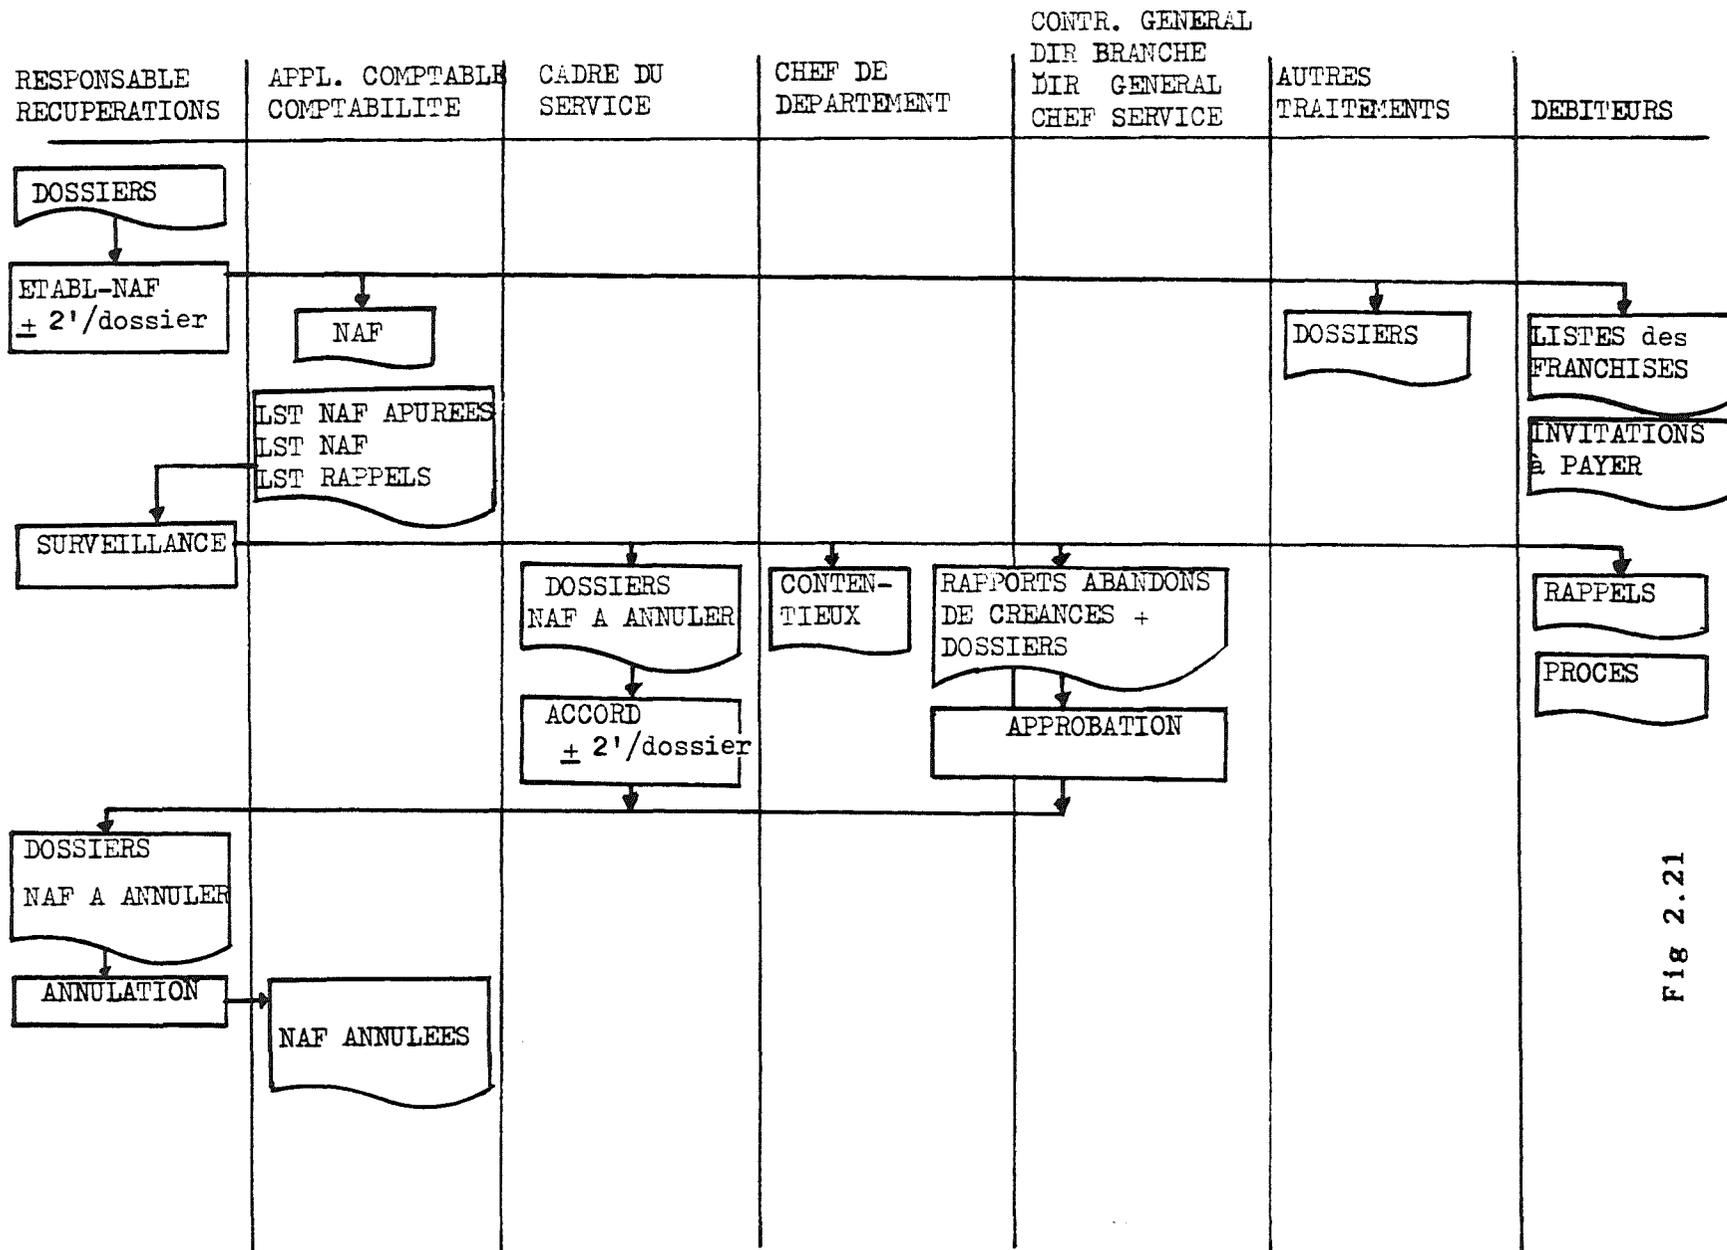 RESPONSABLE
RECUPERATIONS
APPL. COMPTABLE
COMPTABILITE
CADRE DU
SERVICE
CHEF DE
DEPARTEMENT
CONTR. GENERAL
DIR BRANCHE
DIR GENERAL
CHEF SERVICE
AUTRES
TRAITEMENTS
DEBITEURS
DOSSIERS
ETABL-NAF
± 2'/dossier
NAF
DOSSIERS
LISTES des
FRANCHISES
INVITATIONS
à PAYER
LST NAF APUREES
LST NAF
LST RAPPELS
SURVEILLANCE
DOSSIERS
NAF A ANNULER
CONTEN-
TIEUX
RAPPORTS ABANDONS
DE CREANCES +
DOSSIERS
RAPPELS
PROCES
ACCORD
± 2'/dossier
APPROBATION
DOSSIERS
NAF A ANNULER
ANNULATION
NAF ANNULEES
Fig 2.21